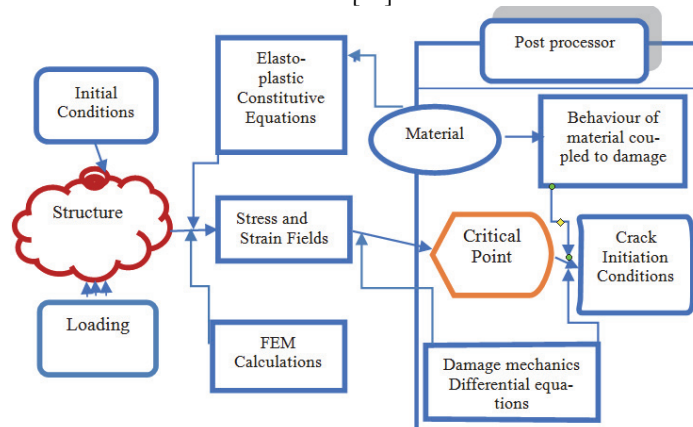 Post processor
Elasto-
plastic
Constitutive
Equations
Initial
Conditions
Material
Behaviour of
material cou-
pled to damage
Structure
Stress and
Strain Fields
Critical
Point
Crack
Initiation
Conditions
Loading
FEM
Calculations
Damage mechanics
Differential equa-
tions